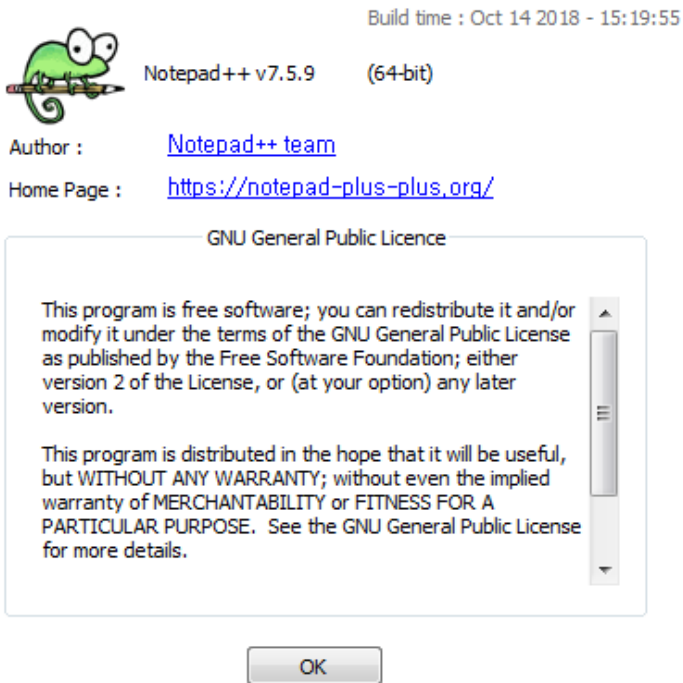 Build time : Oct 14 2018 - 15:19:55
Notepad++ v7.5.9 (64-bit)
Author : Notepad++ team
Home Page : https://notepad-plus-plus.org/
GNU General Public Licence
This program is free software; you can redistribute it and/or
modify it under the terms of the GNU General Public License
as published by the Free Software Foundation; either
version 2 of the License, or (at your option) any later
version.
This program is distributed in the hope that it will be useful,
but WITHOUT ANY WARRANTY; without even the implied
warranty of MERCHANTABILITY or FITNESS FOR A
PARTICULAR PURPOSE.  See the GNU General Public License
for more details.
OK